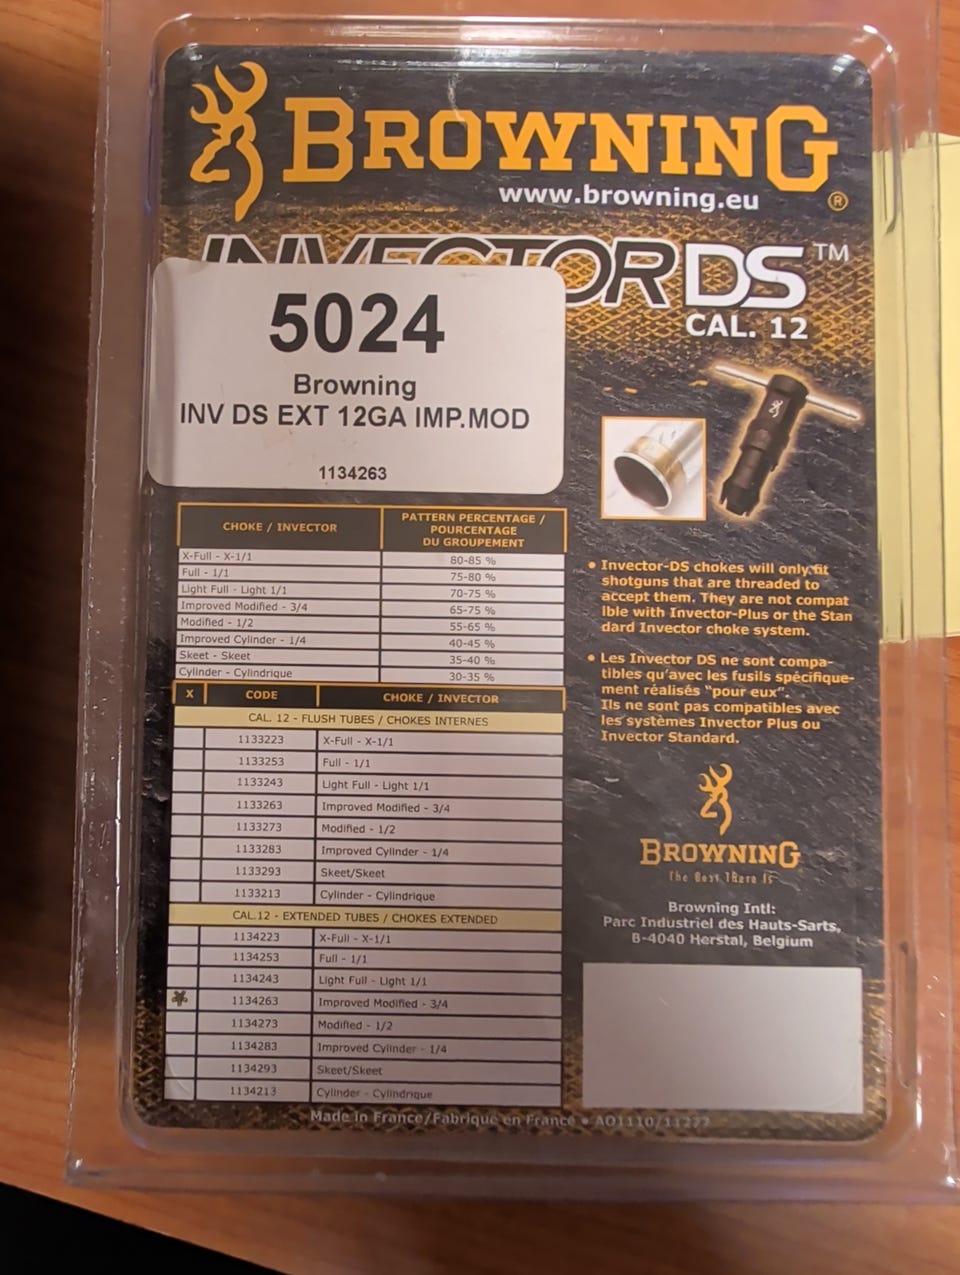 BROWNING
www.browning.eu
®
INVECTOR DS ™
CAL. 12
5024
Browning
INV DS EXT 12GA IMP.MOD
1134263
CHOKE / INVECTOR PATTERN PERCENTAGE / POURCENTAGE DU GROUPEMENT
X-Full - X-1/1 80-85 %
Full - 1/1 75-80 %
Light Full - Light 1/1 70-75 %
Improved Modified - 3/4 65-75 %
Modified - 1/2 55-65 %
Improved Cylinder - 1/4 40-45 %
Skeet - Skeet 35-40 %
Cylinder - Cylindrique 30-35 %
X CODE CHOKE / INVECTOR
CAL. 12 - FLUSH TUBES / CHOKES INTERNES
1133223 X-Full - X-1/1
1133253 Full - 1/1
1133243 Light Full - Light 1/1
1133263 Improved Modified - 3/4
1133273 Modified - 1/2
1133283 Improved Cylinder - 1/4
1133293 Skeet/Skeet
1133213 Cylinder - Cylindrique
CAL.12 - EXTENDED TUBES / CHOKES EXTENDED
1134223 X-Full - X-1/1
1134253 Full - 1/1
1134243 Light Full - Light 1/1
1134263 Improved Modified - 3/4
1134273 Modified - 1/2
1134283 Improved Cylinder - 1/4
1134293 Skeet/Skeet
1134213 Cylinder - Cylindrique
• Invector-DS chokes will only fit
shotguns that are threaded to
accept them. They are not compat
ible with Invector-Plus or the Stan
dard Invector choke system.
• Les Invector DS ne sont compa-
tibles qu'avec les fusils spécifique-
ment réalisés "pour eux".
Ils ne sont pas compatibles avec
les systèmes Invector Plus ou
Invector Standard.
BROWNING
The Best There Is
Browning Intl:
Parc Industriel des Hauts-Sarts,
B-4040 Herstal, Belgium
Made in France/Fabrique en France •